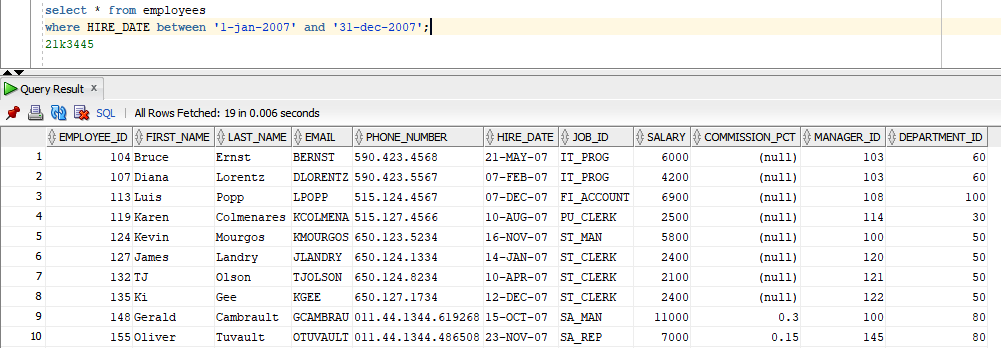 select * from employees
where HIRE_DATE between '1-jan-2007' and '31-dec-2007';
21k3445
Query Result x
SQL | All Rows Fetched: 19 in 0.006 seconds
EMPLOYEE_ID FIRST_NAME LAST_NAME EMAIL PHONE_NUMBER HIRE_DATE JOB_ID SALARY COMMISSION_PCT MANAGER_ID DEPARTMENT_ID
1 104 Bruce Ernst BERNST 590.423.4568 21-MAY-07 IT_PROG 6000 (null) 103 60
2 107 Diana Lorentz DLORENTZ 590.423.5567 07-FEB-07 IT_PROG 4200 (null) 103 60
3 113 Luis Popp LPOPP 515.124.4567 07-DEC-07 FI_ACCOUNT 6900 (null) 108 100
4 119 Karen Colmenares KCOLMENA 515.127.4566 10-AUG-07 PU_CLERK 2500 (null) 114 30
5 124 Kevin Mourgos KMOURGOS 650.123.5234 16-NOV-07 ST_MAN 5800 (null) 100 50
6 127 James Landry JLANDRY 650.124.1334 14-JAN-07 ST_CLERK 2400 (null) 120 50
7 132 TJ Olson TJOLSON 650.124.8234 10-APR-07 ST_CLERK 2100 (null) 121 50
8 135 Ki Gee KGEE 650.127.1734 12-DEC-07 ST_CLERK 2400 (null) 122 50
9 148 Gerald Cambrault GCAMBRAU 011.44.1344.619268 15-OCT-07 SA_MAN 11000 0.3 100 80
10 155 Oliver Tuvault OTUVAULT 011.44.1344.486508 23-NOV-07 SA_REP 7000 0.15 145 80